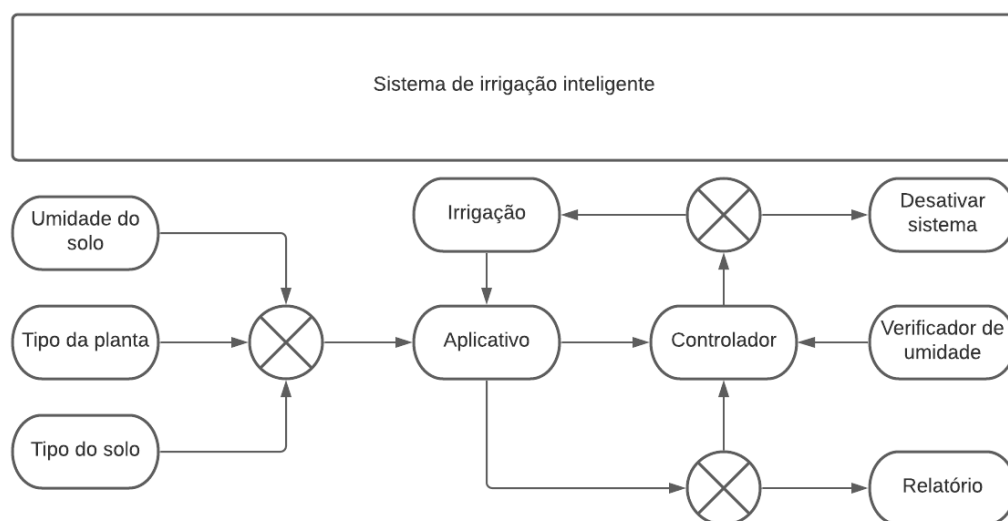 Sistema de irrigação inteligente
Umidade do
solo
Irrigação
Desativar
sistema
Tipo da planta
Aplicativo
Controlador
Verificador de
umidade
Tipo do solo
Relatório